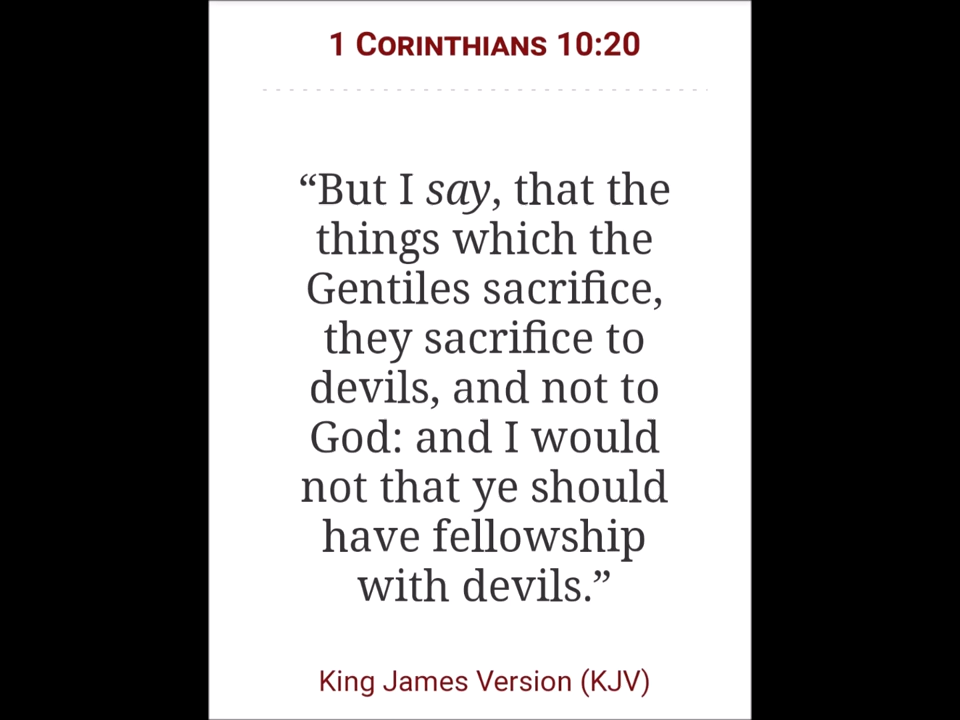 1 CORINTHIANS 10:20
“But I say, that the
things which the
Gentiles sacrifice,
they sacrifice to
devils, and not to
God: and I would
not that ye should
have fellowship
with devils.”
King James Version (KJV)